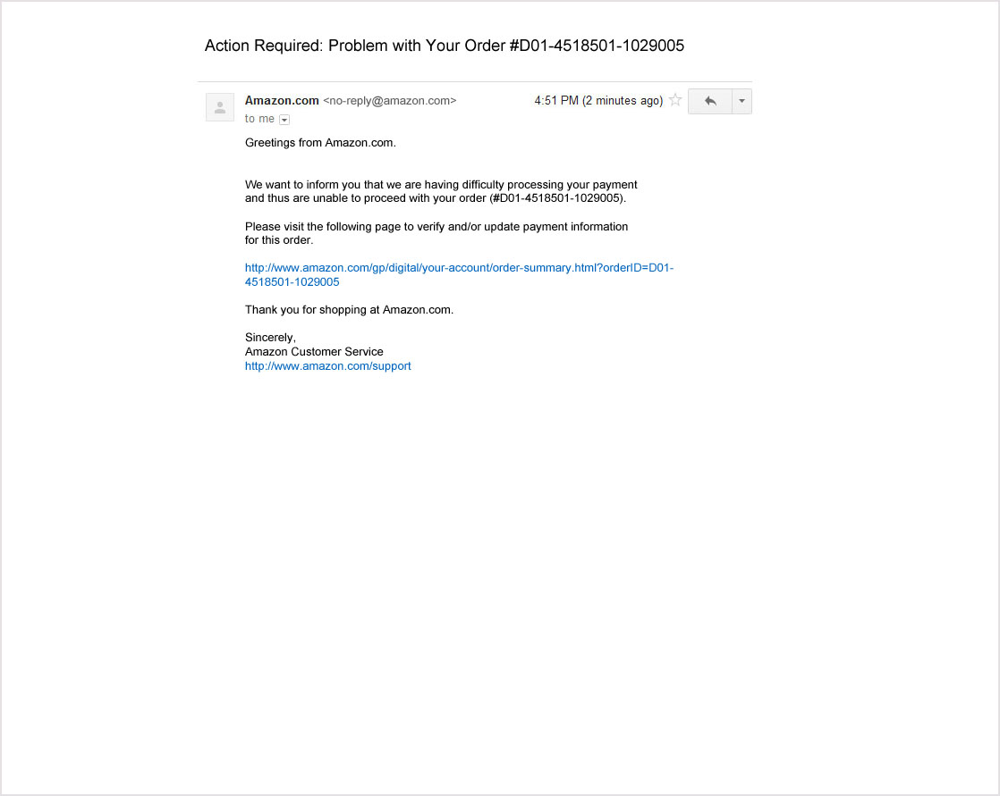 Action Required: Problem with Your Order #D01-4518501-1029005
Amazon.com <no-reply@amazon.com> 4:51 PM (2 minutes ago)
to me
Greetings from Amazon.com.
We want to inform you that we are having difficulty processing your payment
and thus are unable to proceed with your order (#D01-4518501-1029005).
Please visit the following page to verify and/or update payment information
for this order.
http://www.amazon.com/gp/digital/your-account/order-summary.html?orderID=D01-
4518501-1029005
Thank you for shopping at Amazon.com.
Sincerely,
Amazon Customer Service
http://www.amazon.com/support